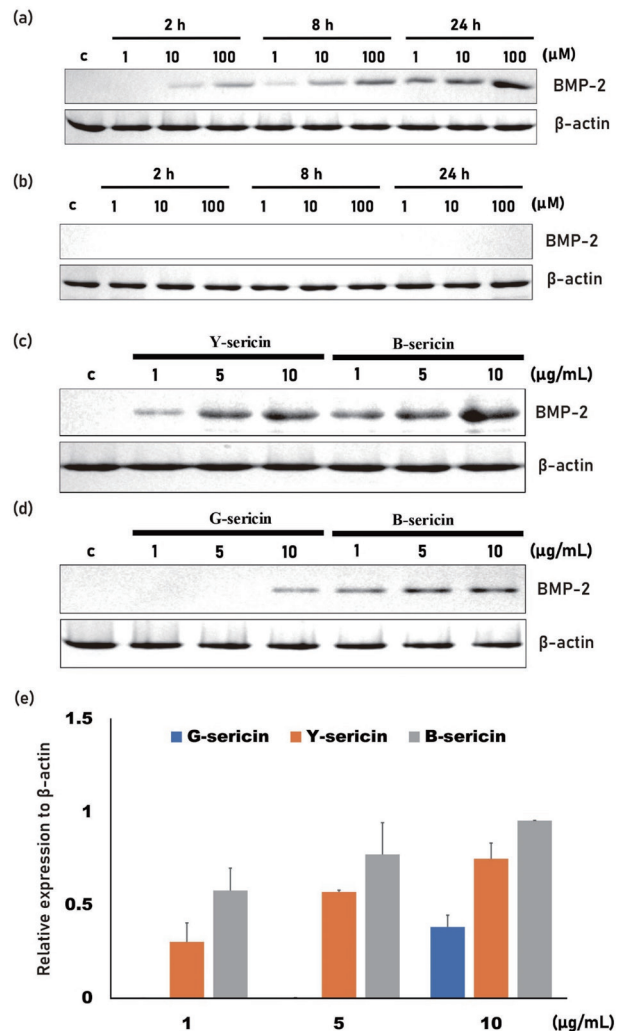 (a)
2 h 8 h 24 h
c 1 10 100 1 10 100 1 10 100 (μM)
BMP-2
β-actin
(b)
2 h 8 h 24 h
c 1 10 100 1 10 100 1 10 100 (μM)
BMP-2
β-actin
(c)
Y-sericin B-sericin
c 1 5 10 1 5 10 (μg/mL)
BMP-2
β-actin
(d)
G-sericin B-sericin
c 1 5 10 1 5 10 (μg/mL)
BMP-2
β-actin
(e)
Relative expression to β-actin
1.5
G-sericin Y-sericin B-sericin
1
0.5
0
1 5 10 (μg/mL)